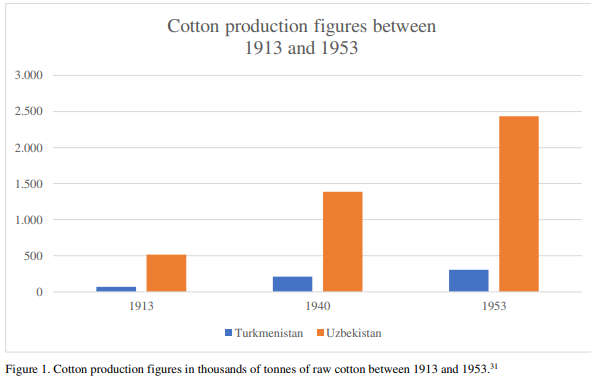 Cotton production figures between
1913 and 1953
3.000
2.500
2.000
1.500
1.000
500
0
1913 1940 1953
Turkmenistan Uzbekistan
Figure 1. Cotton production figures in thousands of tonnes of raw cotton between 1913 and 1953.³¹